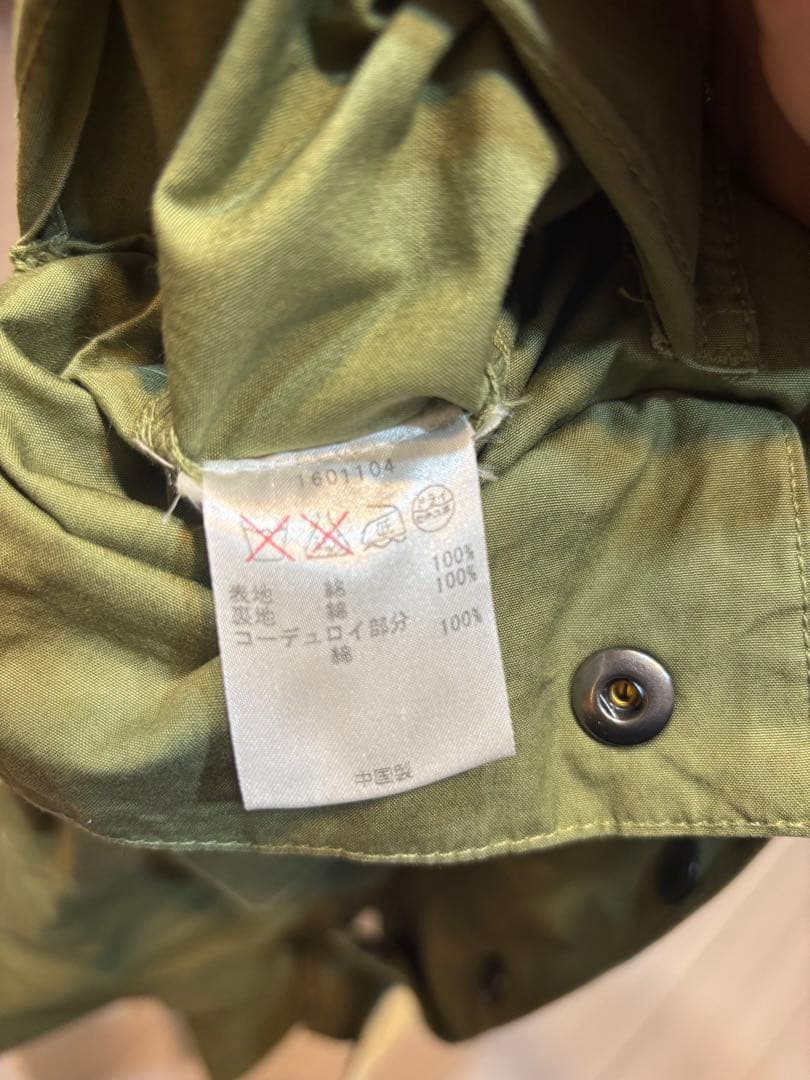 1601104
ドライ
表地 綿 100%
裏地 綿 100%
コーデュロイ部分
綿 100%
中国製